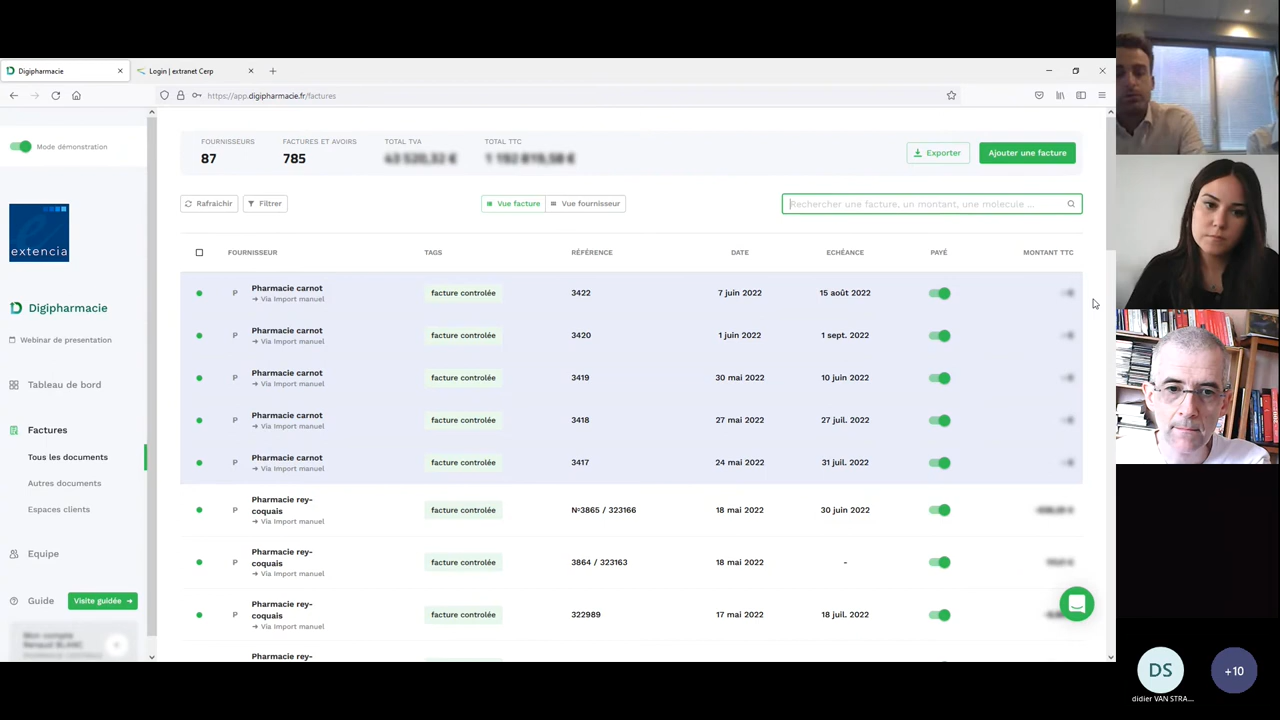 Digipharmacie
Login | extranet Cerp
https://app.digipharmacie.fr/factures
Mode démonstration
extencia
Digipharmacie
Webinar de presentation
Tableau de bord
Factures
Tous les documents
Autres documents
Espaces clients
Equipe
Guide
Visite guidée →
FOURNISSEURS FACTURES ET AVOIRS TOTAL TVA TOTAL TTC
87 785
Exporter
Ajouter une facture
Rafraichir
Filtrer
Vue facture
Vue fournisseur
Rechercher une facture, un montant, une molecule ...
FOURNISSEUR TAGS RÉFÉRENCE DATE ECHÉANCE PAYÉ MONTANT TTC
P Pharmacie carnot facture controlée 3422 7 juin 2022 15 août 2022
→ Via Import manuel
P Pharmacie carnot facture controlée 3420 1 juin 2022 1 sept. 2022
→ Via Import manuel
P Pharmacie carnot facture controlée 3419 30 mai 2022 10 juin 2022
→ Via Import manuel
P Pharmacie carnot facture controlée 3418 27 mai 2022 27 juil. 2022
→ Via Import manuel
P Pharmacie carnot facture controlée 3417 24 mai 2022 31 juil. 2022
→ Via Import manuel
Pharmacie rey-
P coquais facture controlée N°3865 / 323166 18 mai 2022 30 juin 2022
→ Via Import manuel
Pharmacie rey-
P coquais facture controlée 3864 / 323163 18 mai 2022 -
→ Via Import manuel
Pharmacie rey-
P coquais facture controlée 322989 17 mai 2022 18 juil. 2022
→ Via Import manuel
Pharmacie rey-
DS
didier VAN STRA...
+10